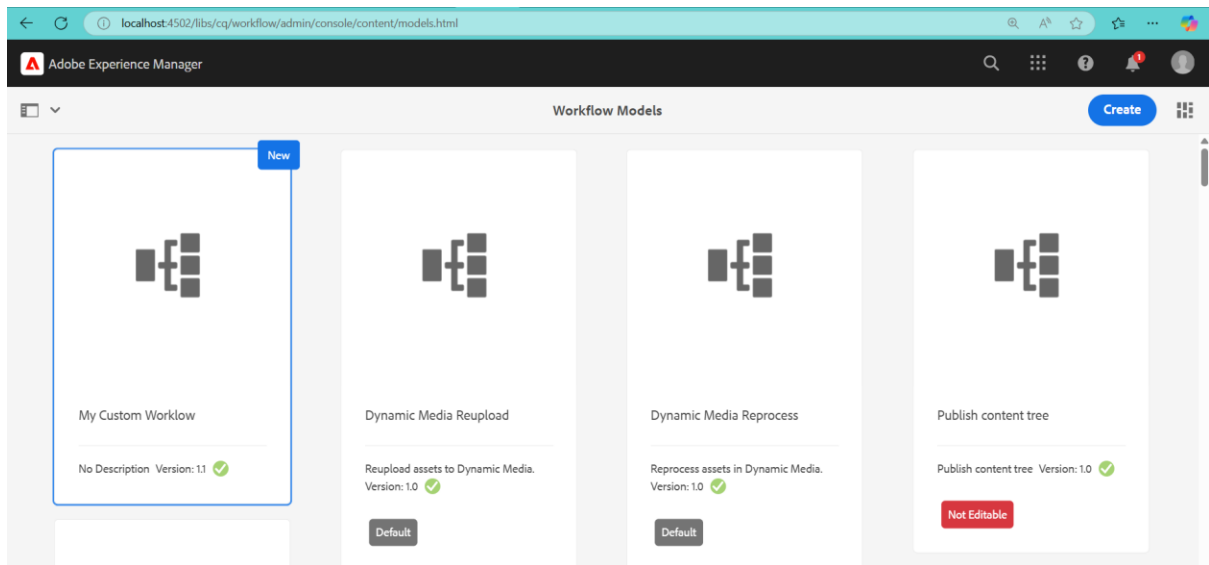 localhost:4502/libs/cq/workflow/admin/console/content/models.html
Adobe Experience Manager
1
Workflow Models
Create
New
My Custom Worklow
No Description Version: 1.1
Dynamic Media Reupload
Reupload assets to Dynamic Media.
Version: 1.0
Default
Dynamic Media Reprocess
Reprocess assets in Dynamic Media.
Version: 1.0
Default
Publish content tree
Publish content tree Version: 1.0
Not Editable